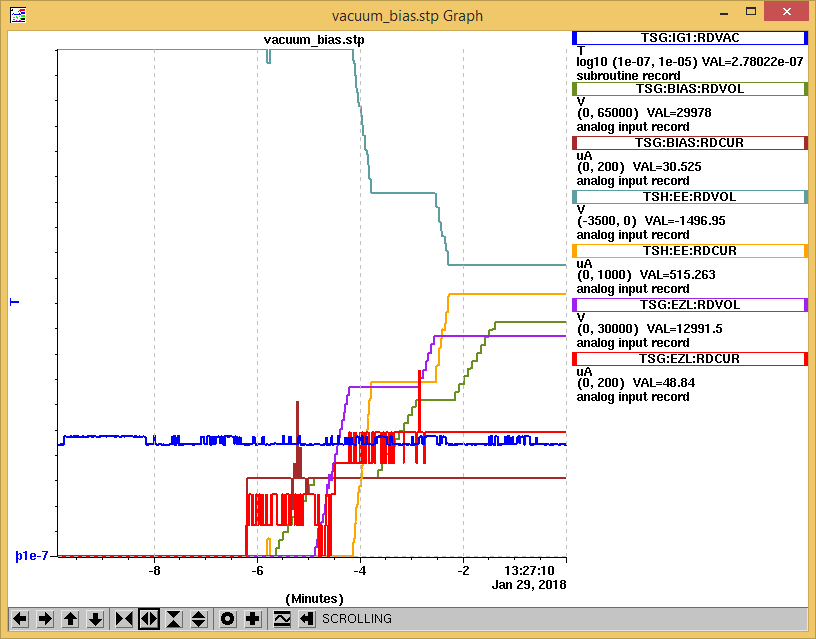 vacuum_bias.stp Graph
vacuum_bias.stp
T
1e-7
-8
-6
-4
-2
13:27:10
Jan 29, 2018
(Minutes)
TSG:IG1:RDVAC
T
log10 (1e-07, 1e-05) VAL=2.78022e-07
subroutine record
TSG:BIAS:RDVOL
V
(0, 65000) VAL=29978
analog input record
TSG:BIAS:RDCUR
uA
(0, 200) VAL=30.525
analog input record
TSH:EE:RDVOL
V
(-3500, 0) VAL=-1496.95
analog input record
TSH:EE:RDCUR
uA
(0, 1000) VAL=515.263
analog input record
TSG:EZL:RDVOL
V
(0, 30000) VAL=12991.5
analog input record
TSG:EZL:RDCUR
uA
(0, 200) VAL=48.84
analog input record
SCROLLING